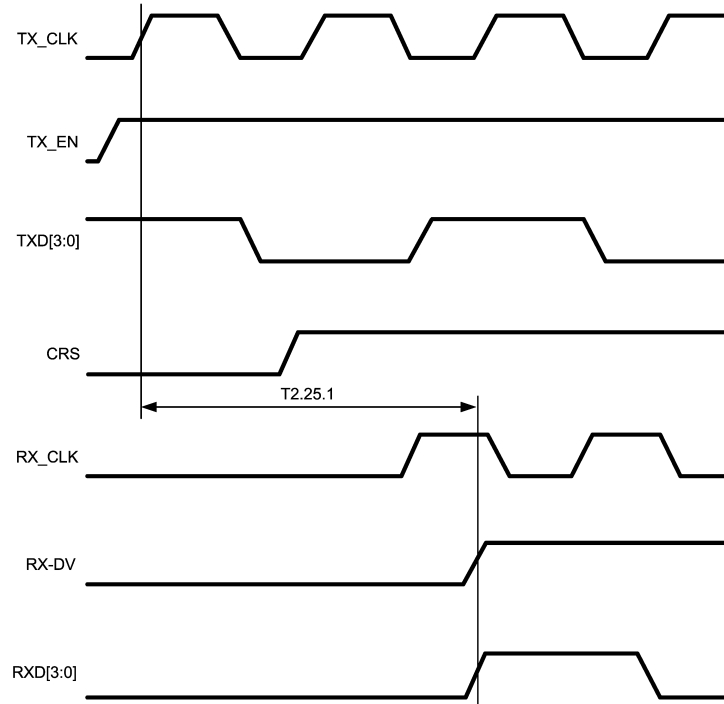 TX_CLK
TX_EN
TXD[3:0]
CRS
T2.25.1
RX_CLK
RX-DV
RXD[3:0]